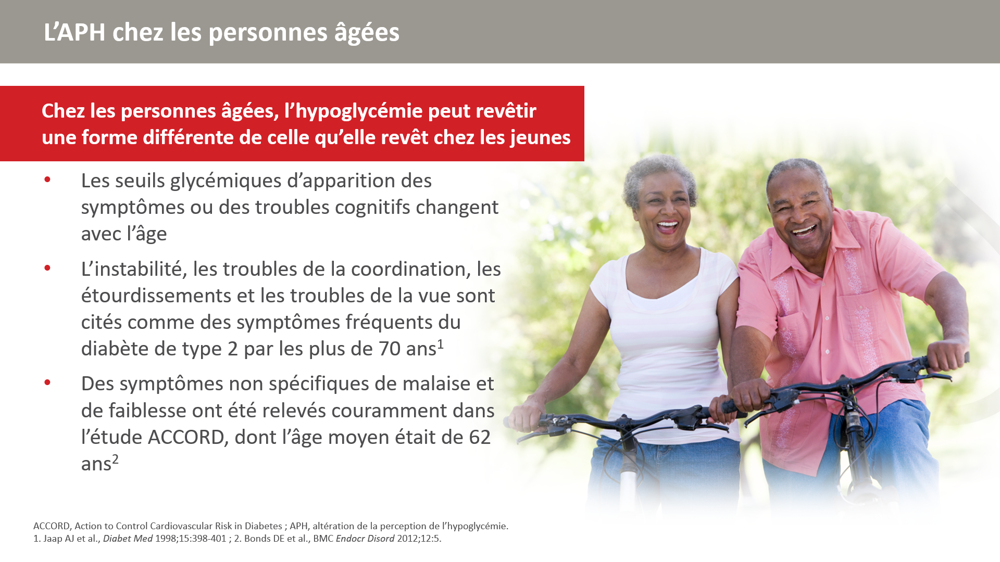 L’APH chez les personnes âgées
Chez les personnes âgées, l’hypoglycémie peut revêtir
une forme différente de celle qu’elle revêt chez les jeunes
• Les seuils glycémiques d’apparition des
symptômes ou des troubles cognitifs changent
avec l’âge
• L’instabilité, les troubles de la coordination, les
étourdissements et les troubles de la vue sont
cités comme des symptômes fréquents du
diabète de type 2 par les plus de 70 ans¹
• Des symptômes non spécifiques de malaise et
de faiblesse ont été relevés couramment dans
l’étude ACCORD, dont l’âge moyen était de 62
ans²
ACCORD, Action to Control Cardiovascular Risk in Diabetes ; APH, altération de la perception de l’hypoglycémie.
1. Jaap AJ et al., Diabet Med 1998;15:398-401 ; 2. Bonds DE et al., BMC Endocr Disord 2012;12:5.